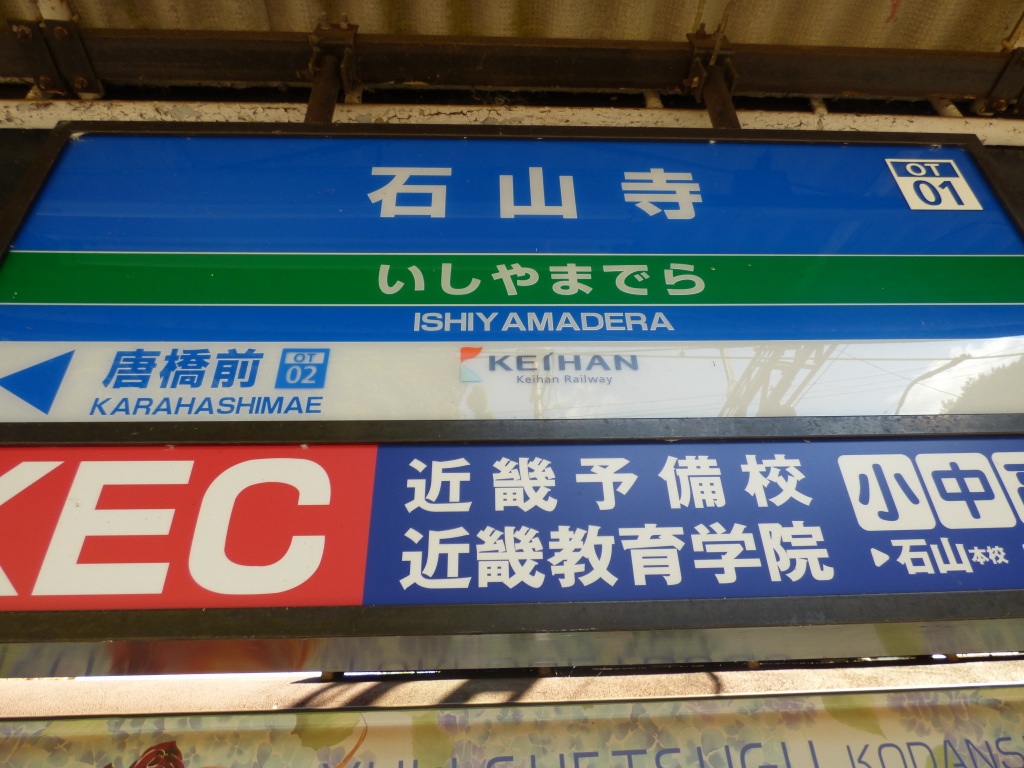 石山寺
OT
01
いしやまでら
ISHIYAMADERA
唐橋前 OT 02
KARAHASHIMAE
KEIHAN
Keihan Railway
KEC
近畿予備校
近畿教育学院
小中
▶石山本校